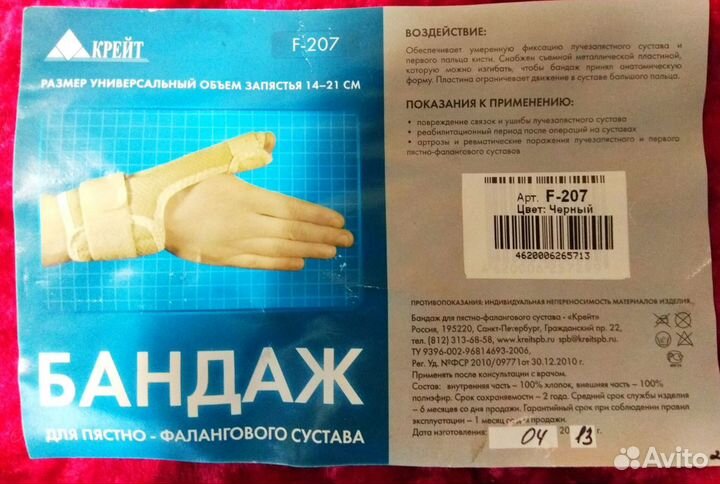 КРЕЙТ
F-207
РАЗМЕР УНИВЕРСАЛЬНЫЙ ОБЪЕМ ЗАПЯСТЬЯ 14–21 СМ
БАНДАЖ
ДЛЯ ПЯСТНО - ФАЛАНГОВОГО СУСТАВА
ВОЗДЕЙСТВИЕ:
Обеспечивает умеренную фиксацию лучезапястного сустава и
первого пальца кисти. Снабжен съемной металлической пластиной,
которую можно изгибать, чтобы бандаж принял анатомическую
форму. Пластина ограничевает движение в суставе большого пальца.
ПОКАЗАНИЯ К ПРИМЕНЕНИЮ:
• повреждение связок и ушибы лучезапястного сустава
• реабилитационный период после операций на суставах
• артрозы и ревматические поражения лучезапястного и первого
пястно-фалангового суставов
Арт. F-207
Цвет: Черный
4620006265713
ПРОТИВОПОКАЗАНИЯ: ИНДИВИДУАЛЬНАЯ НЕПЕРЕНОСИМОСТЬ МАТЕРИАЛОВ ИЗДЕЛИЯ.
Бандаж для пястно-фалангового сустава - «Крейт»
Россия, 195220, Санкт-Петербург, Гражданский пр. 22,
тел. (812) 313-68-58, www.kreitspb.ru spb@kreitspb.ru
ТУ 9396-002-96814693-2006,
Рег. Уд. №ФСР 2010/09771от 30.12.2010 г.
Применять после консультации с врачом.
Состав: внутренняя часть – 100% хлопок, внешняя часть – 100%
полиэфир. Срок сохраняемости – 2 года. Средний срок службы изделия
– 6 месяцев со дня продажи. Гарантийный срок при соблюдении правил
эксплуатации – 1 месяц со дня продажи.
Дата изготовления: 04 2013 г.
Avito